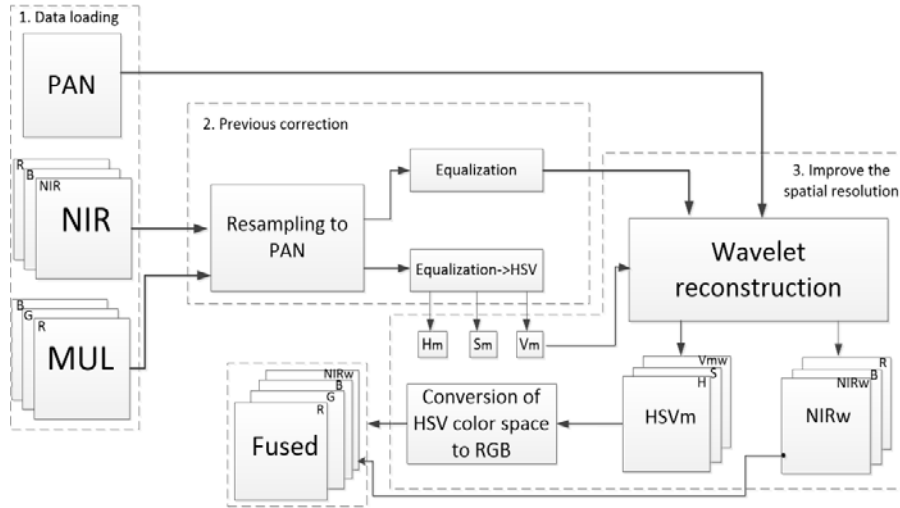 1. Data loading
PAN
R
B
NIR
NIR
B
G
R
MUL
2. Previous correction
Resampling to
PAN
Equalization
Equalization->HSV
Hm
Sm
Vm
3. Improve the
spatial resolution
Wavelet
reconstruction
Vmw
S
H
HSVm
R
B
NIRw
NIRw
Conversion of
HSV color space
to RGB
NIRw
B
G
R
Fused